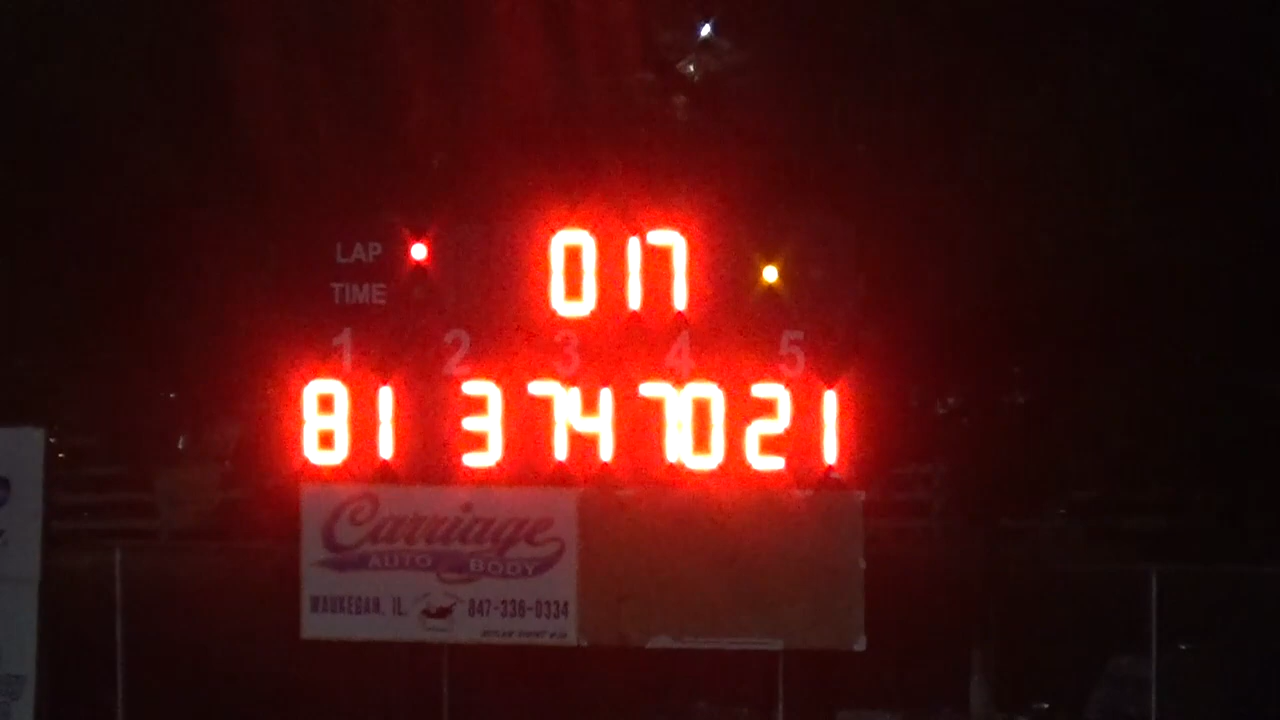 LAP 017
TIME
1 2 3 4 5
81 3 74 70 21
Carriage
AUTO BODY
WAUKEGAN, IL. 847-336-0334